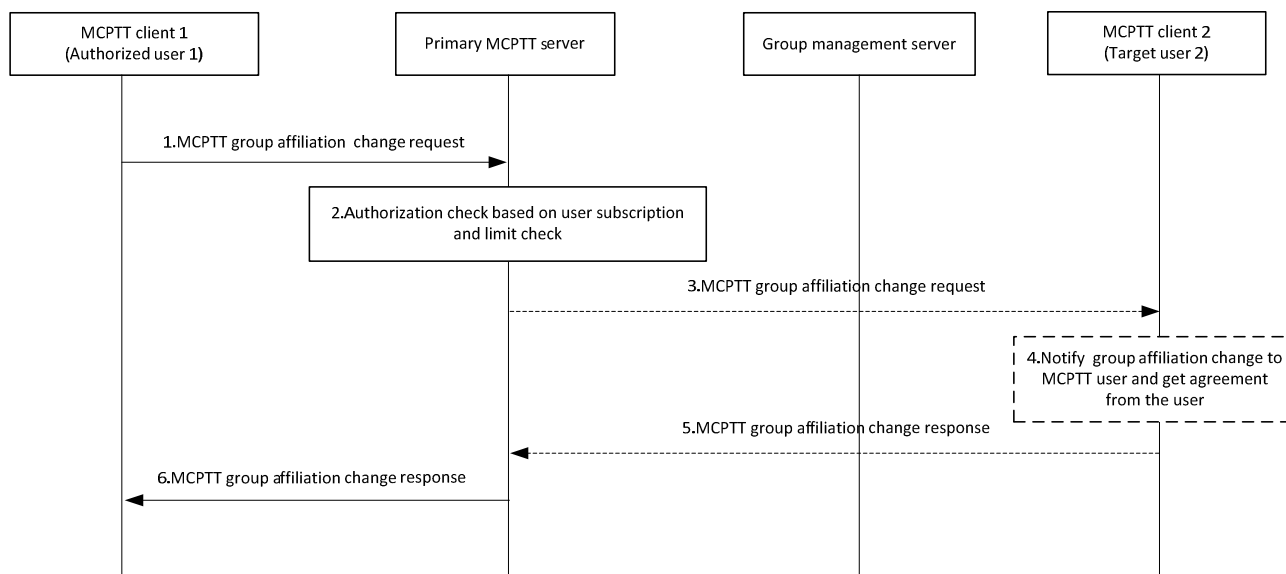 MCPTT client 1
(Authorized user 1)
Primary MCPTT server
Group management server
MCPTT client 2
(Target user 2)
1.MCPTT group affiliation change request
2.Authorization check based on user subscription
and limit check
3.MCPTT group affiliation change request
4.Notify group affiliation change to
MCPTT user and get agreement
from the user
5.MCPTT group affiliation change response
6.MCPTT group affiliation change response